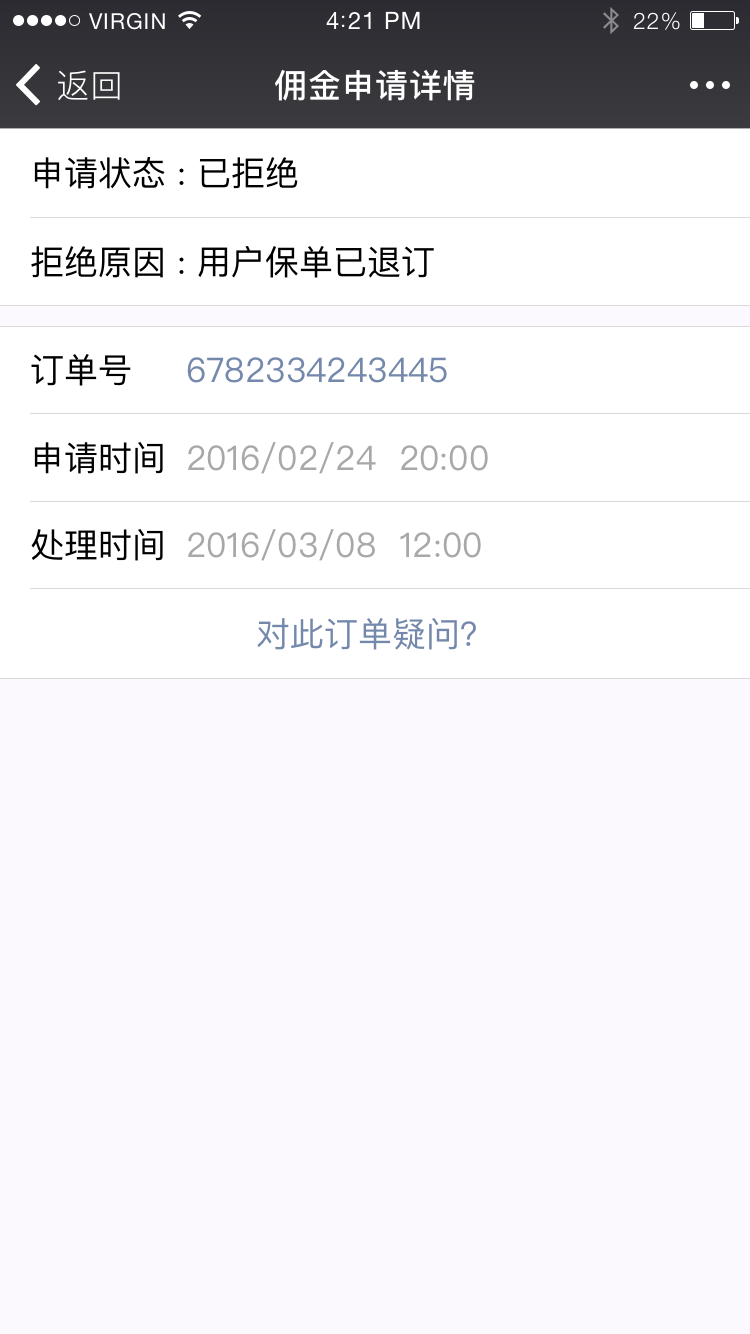 VIRGIN 4:21 PM 22%
返回 佣金申请详情
申请状态：已拒绝
拒绝原因：用户保单已退订
订单号 6782334243445
申请时间 2016/02/24 20:00
处理时间 2016/03/08 12:00
对此订单疑问?